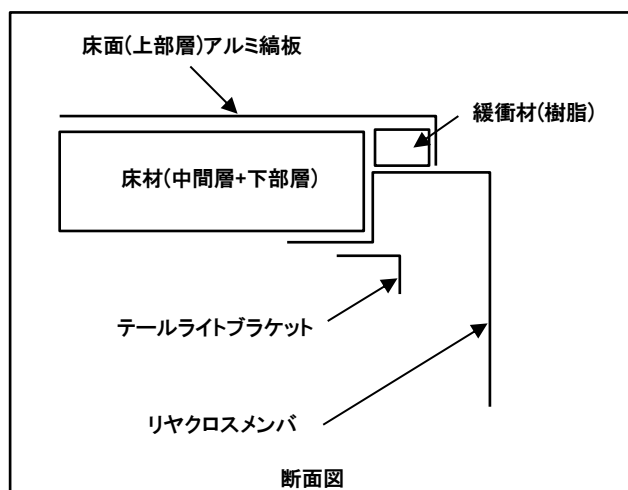 床面(上部層)アルミ縞板
緩衝材(樹脂)
床材(中間層+下部層)
テールライトブラケット
リヤクロスメンバ
断面図